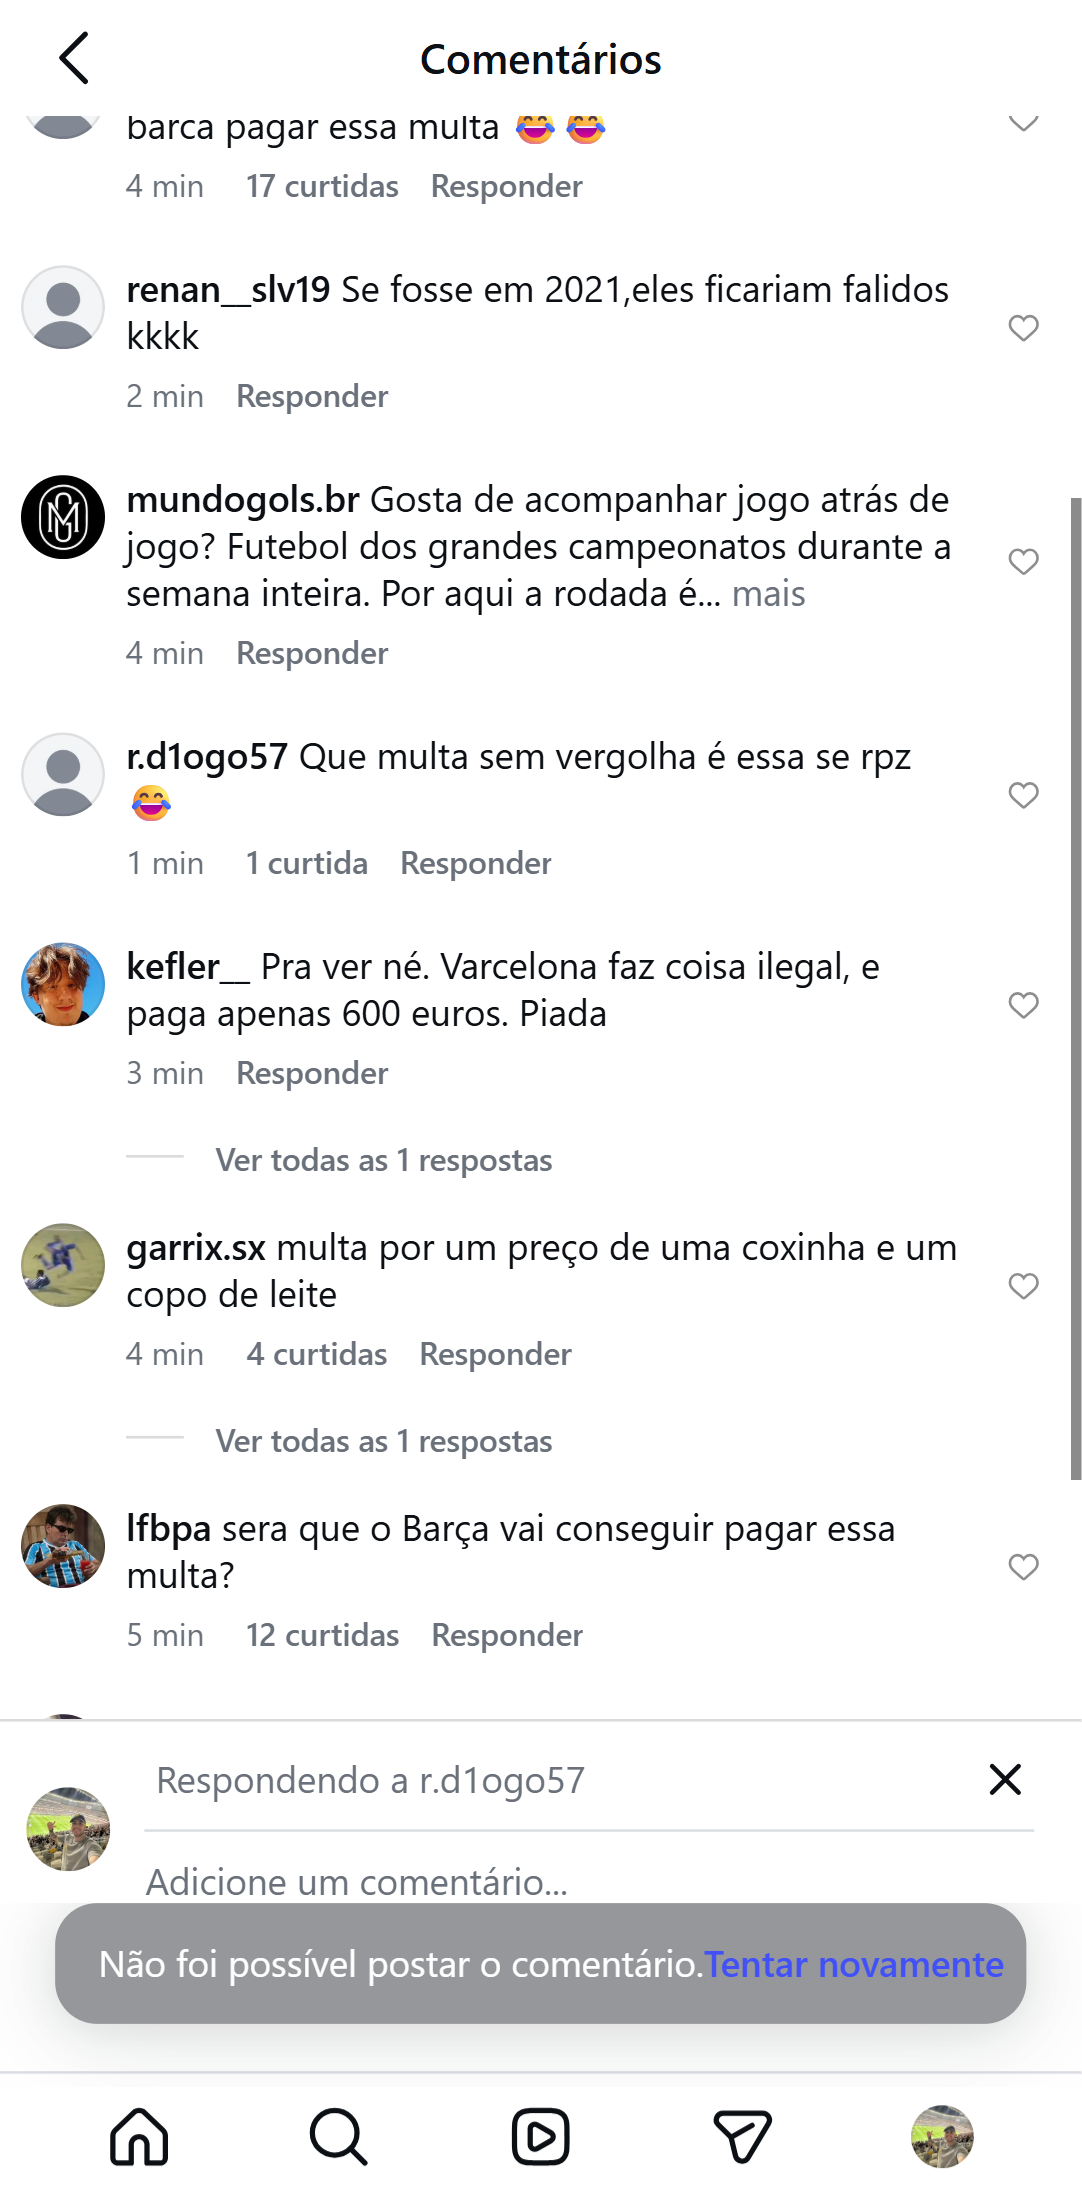 Comentários
barca pagar essa multa 😂 😂
4 min 17 curtidas Responder
renan__slv19 Se fosse em 2021,eles ficariam falidos
kkkk
2 min Responder
mundogols.br Gosta de acompanhar jogo atrás de
jogo? Futebol dos grandes campeonatos durante a
semana inteira. Por aqui a rodada é... mais
4 min Responder
r.d1ogo57 Que multa sem vergolha é essa se rpz
😂
1 min 1 curtida Responder
kefler__ Pra ver né. Varcelona faz coisa ilegal, e
paga apenas 600 euros. Piada
3 min Responder
Ver todas as 1 respostas
garrix.sx multa por um preço de uma coxinha e um
copo de leite
4 min 4 curtidas Responder
Ver todas as 1 respostas
lfbpa sera que o Barça vai conseguir pagar essa
multa?
5 min 12 curtidas Responder
Respondendo a r.d1ogo57
Adicione um comentário...
Não foi possível postar o comentário.Tentar novamente